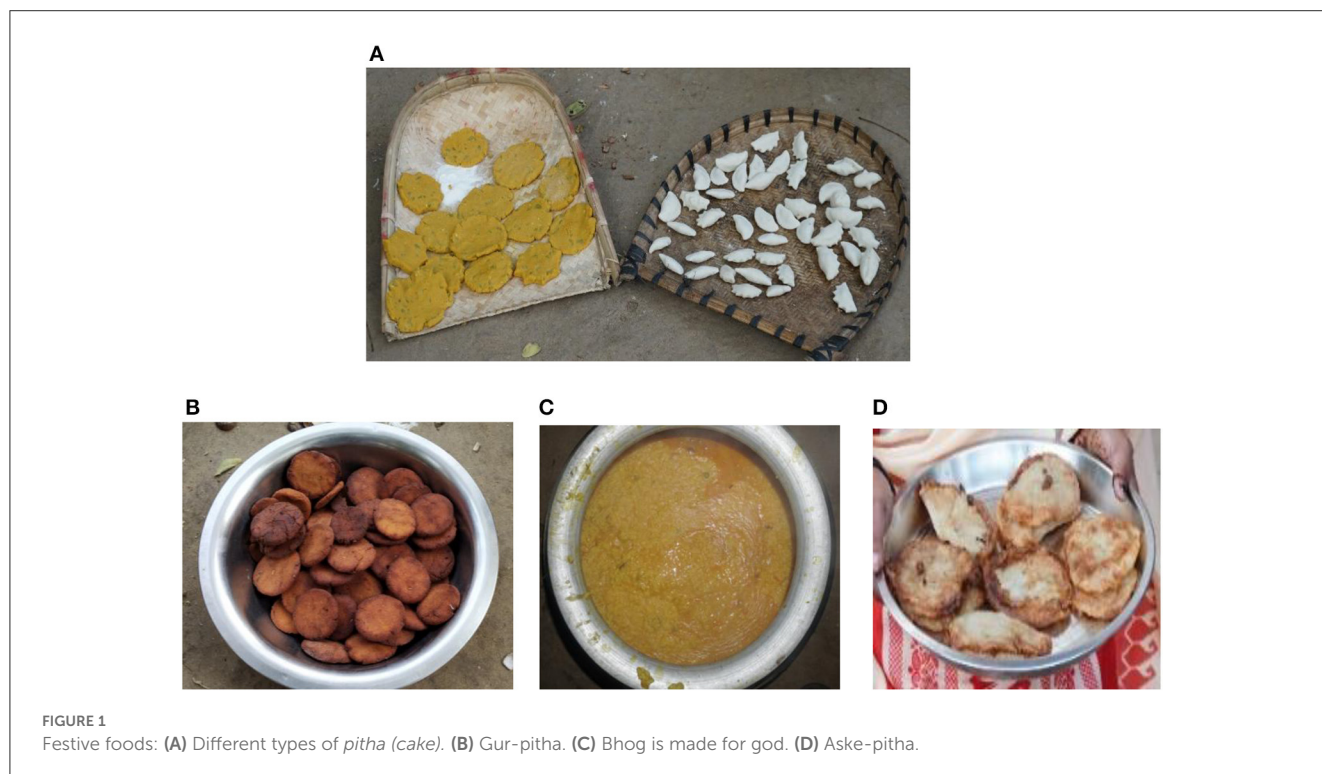 A
B
C
D
FIGURE 1
Festive foods: (A) Different types of pitha (cake). (B) Gur-pitha. (C) Bhog is made for god. (D) Aske-pitha.